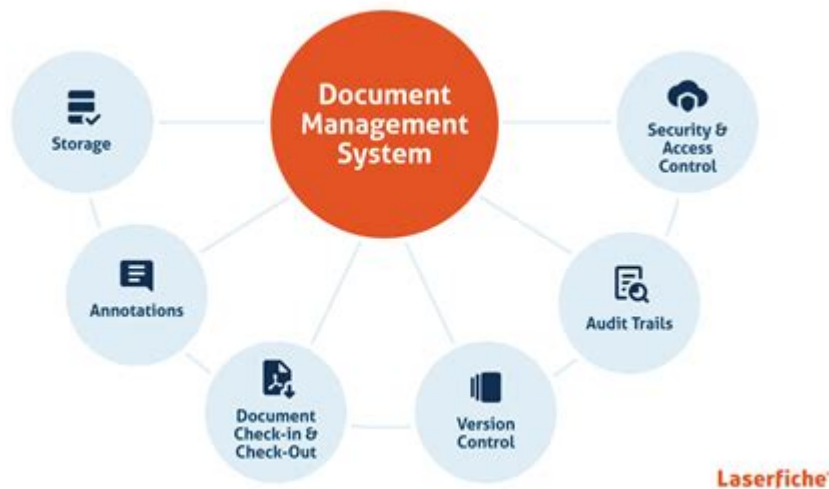 Document
Management
System
Storage
Security &
Access
Control
Annotations
Audit Trails
Document
Check-in &
Check-Out
Version
Control
Laserfiche®